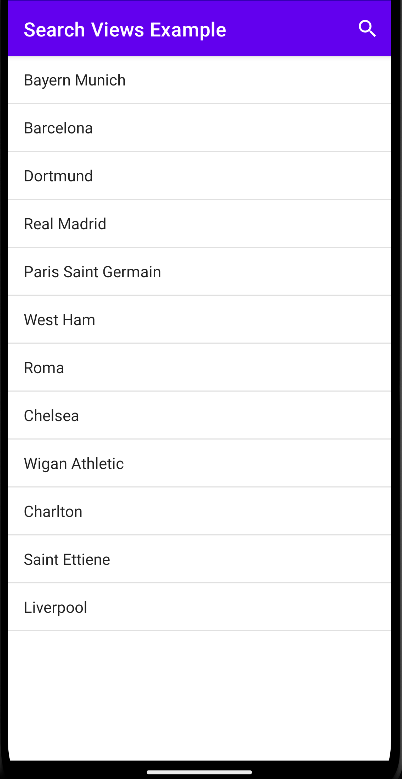 Search Views Example
Bayern Munich
Barcelona
Dortmund
Real Madrid
Paris Saint Germain
West Ham
Roma
Chelsea
Wigan Athletic
Charlton
Saint Ettiene
Liverpool